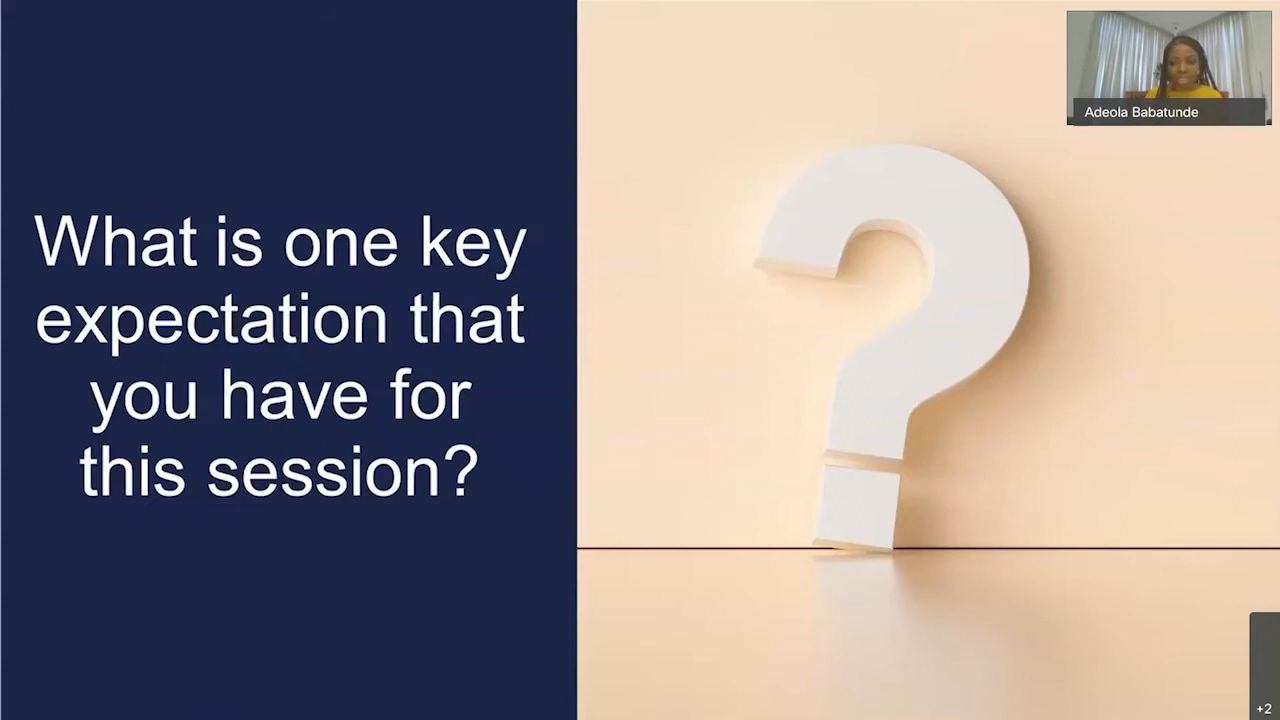 What is one key
expectation that
you have for
this session?
Adeola Babatunde
+2